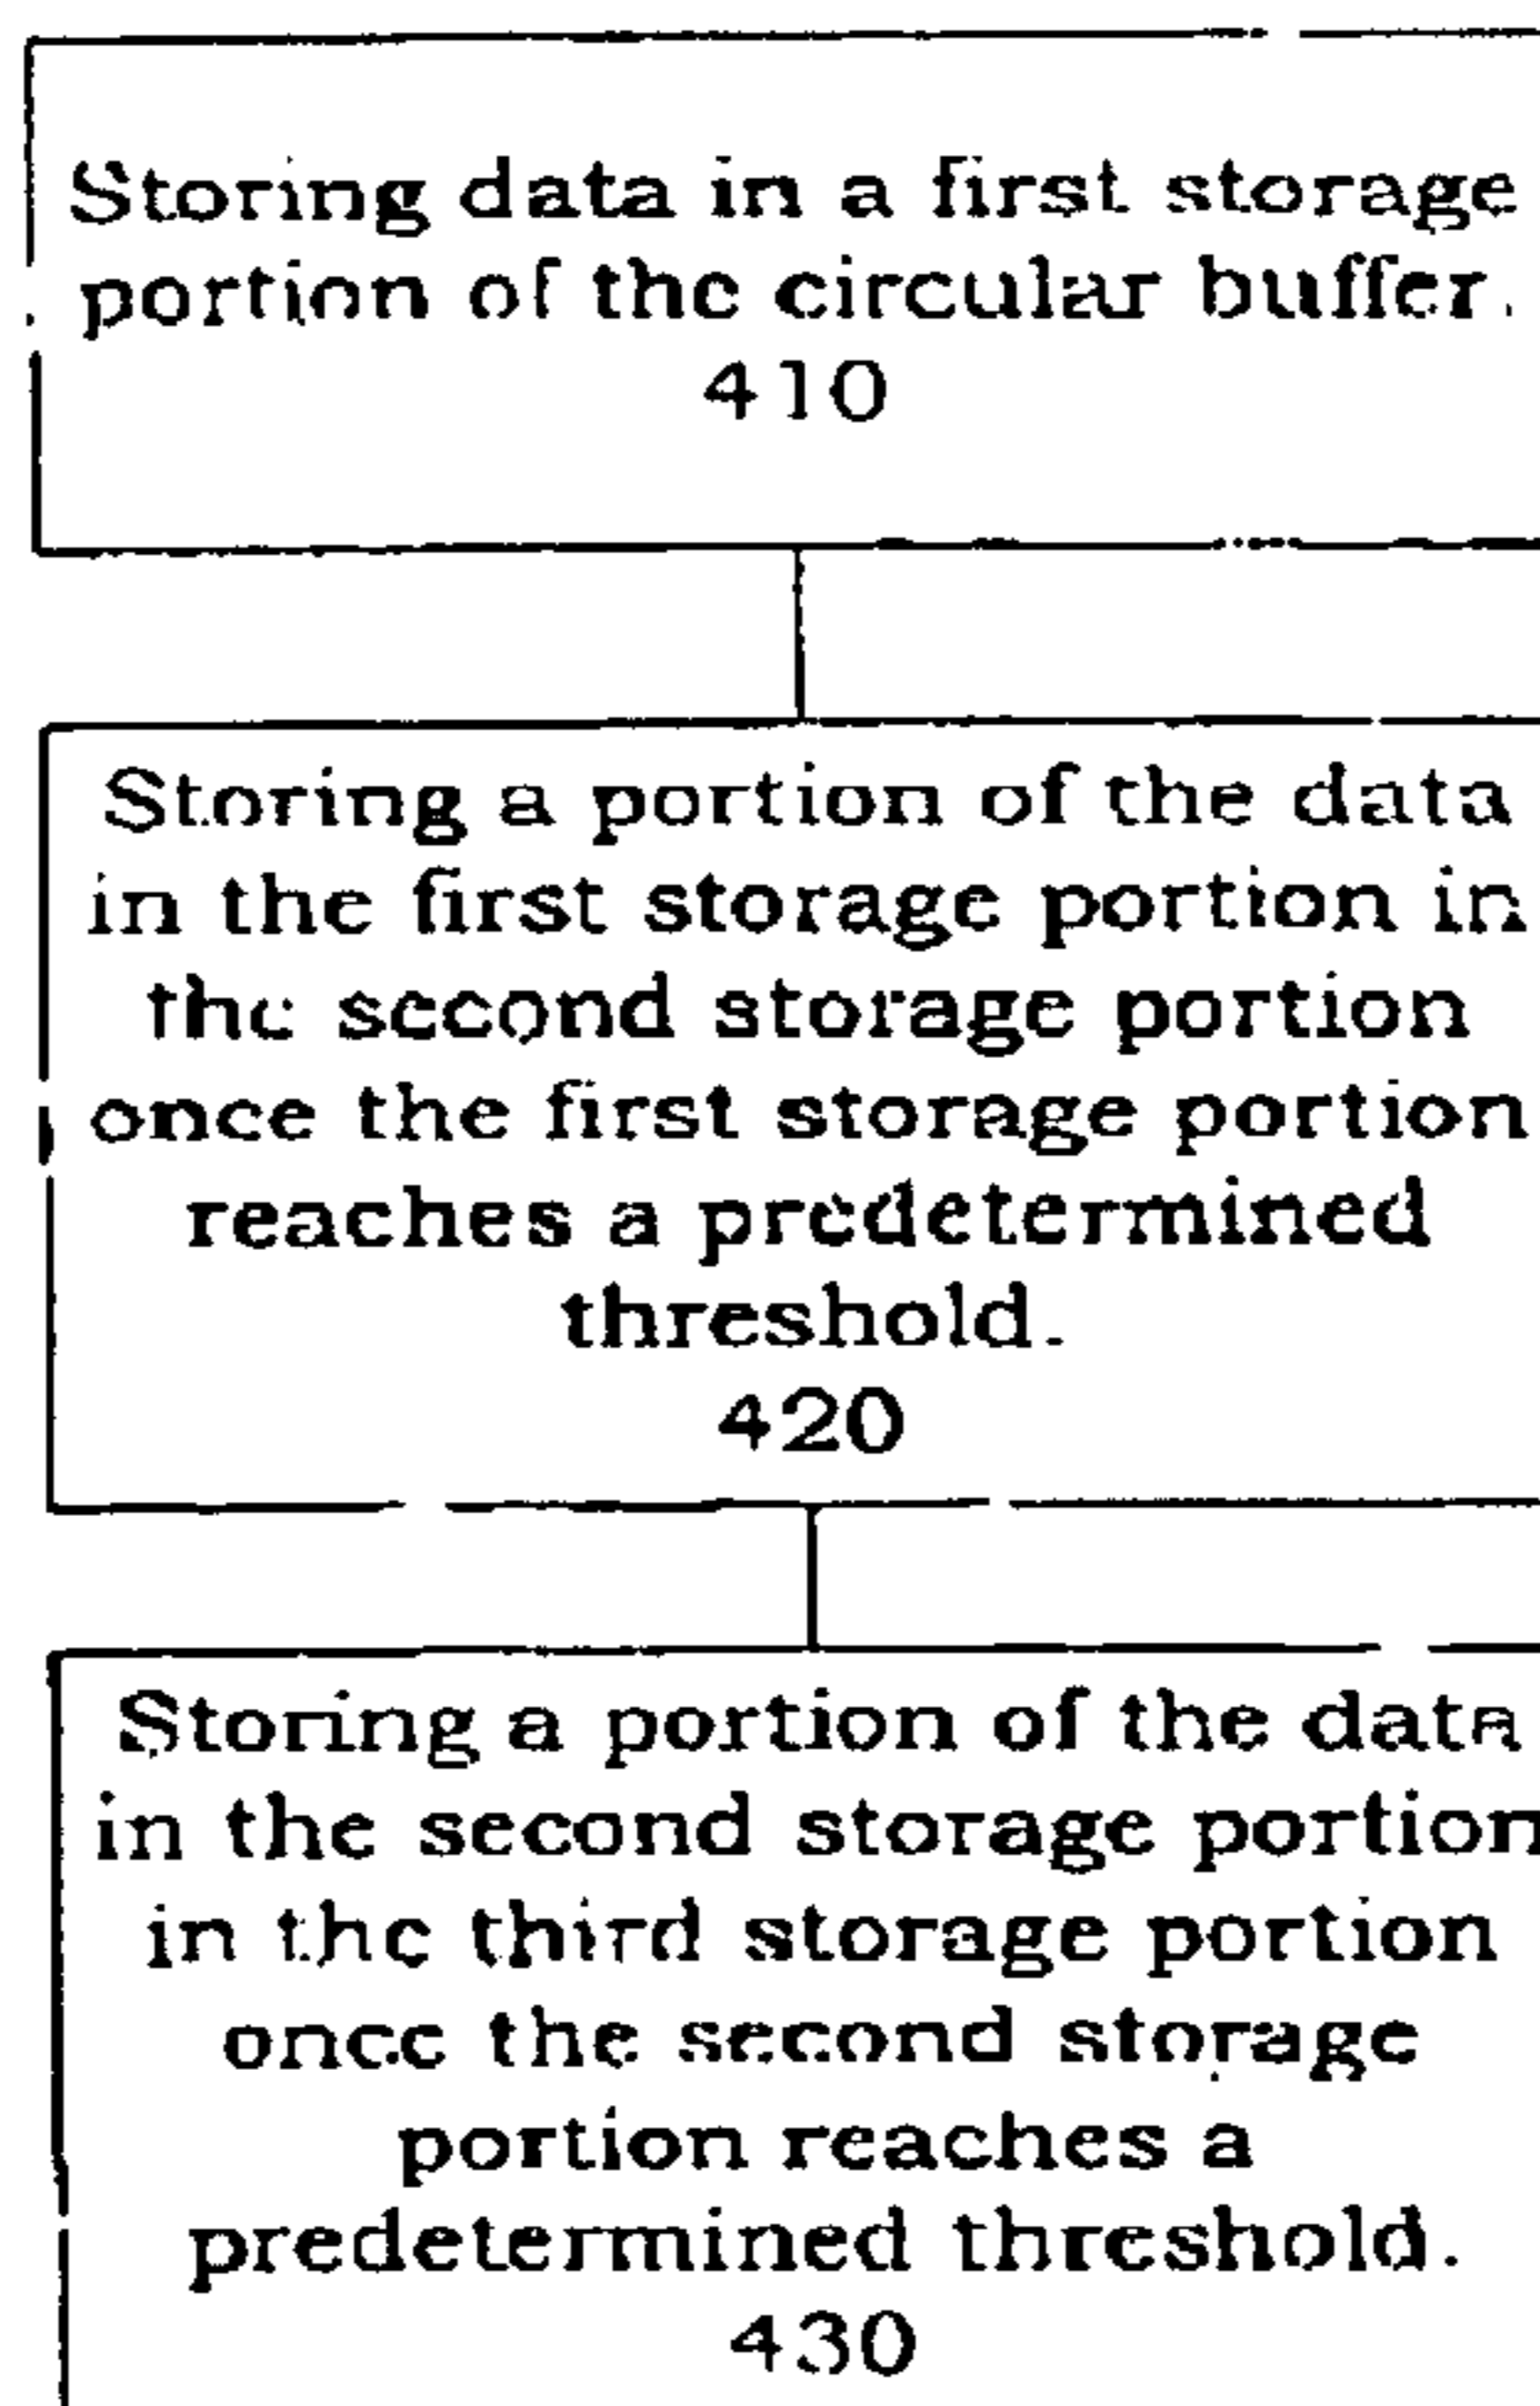 Storing data in a first storage
portion of the circular buffer.
410
Storing a portion of the data
in the first storage portion in
the second storage portion
once the first storage portion
reaches a predetermined
threshold.
420
Storing a portion of the data
in the second storage portion
in the third storage portion
once the second storage
portion reaches a
predetermined threshold.
430